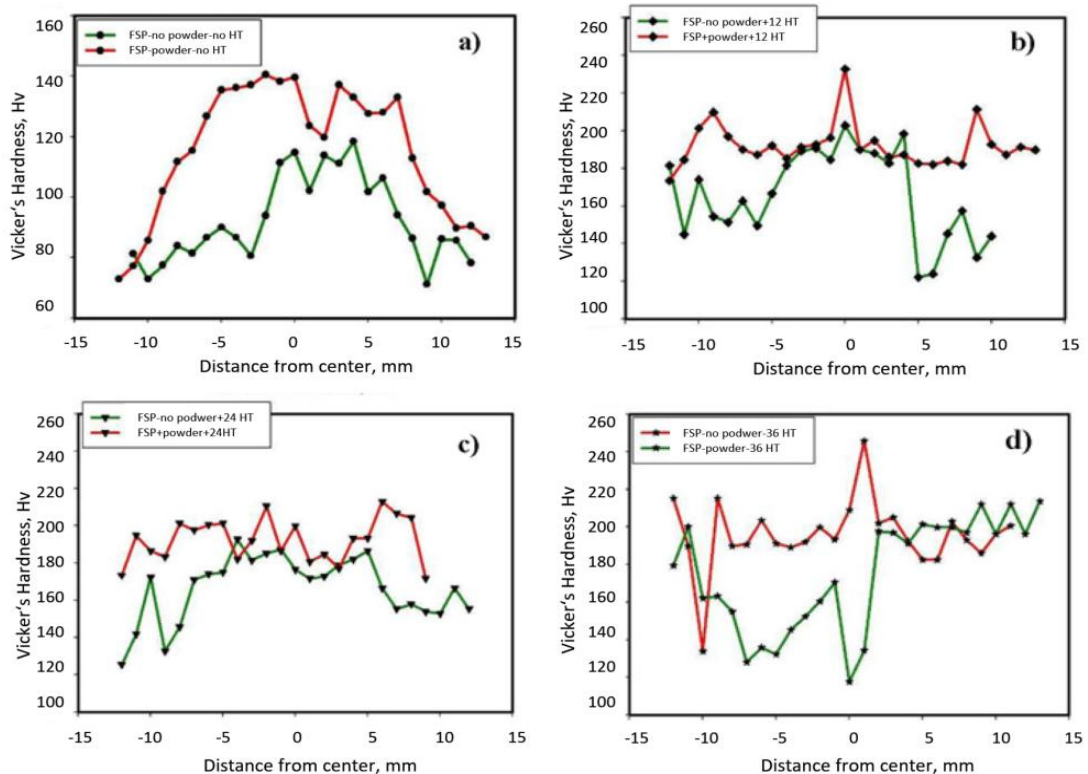 FSP-no powder-no HT
FSP-powder-no HT
a)
Vicker's Hardness, Hv
160
140
120
100
80
60
-15 -10 -5 0 5 10 15
Distance from center, mm
FSP-no powder+12 HT
FSP+powder+12 HT
b)
Vicker's Hardness, Hv
260
240
220
200
180
160
140
120
100
-15 -10 -5 0 5 10 15
Distance from center, mm
FSP-no podwer+24 HT
FSP+powder+24HT
c)
Vicker's Hardness, Hv
260
240
220
200
180
160
140
120
100
-15 -10 -5 0 5 10 15
Distance from center, mm
FSP-no podwer-36 HT
FSP-powder-36 HT
d)
Vicker's Hardness, Hv
260
240
220
200
180
160
140
120
100
-15 -10 -5 0 5 10 15
Distance from center, mm